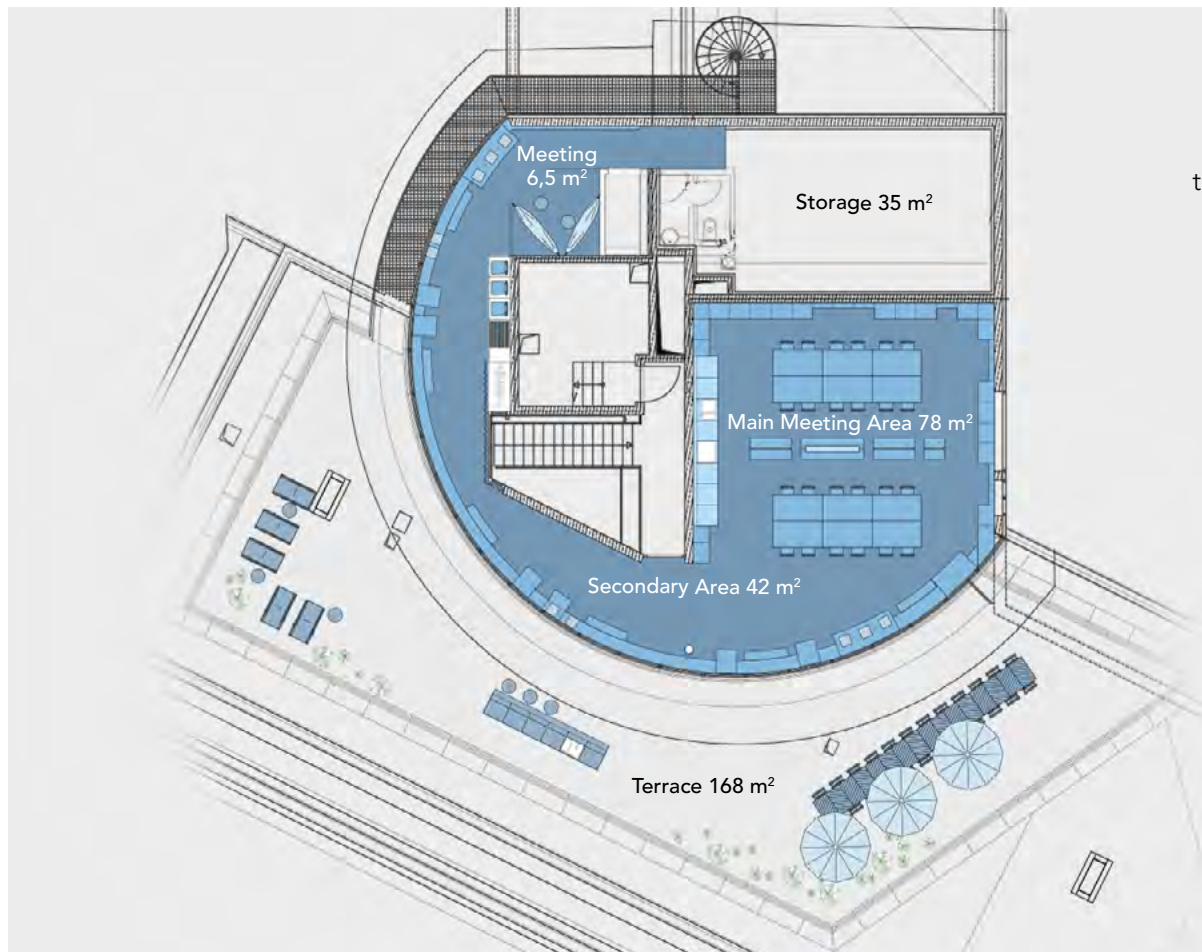 Meeting
6,5 m²
t
Storage 35 m²
Main Meeting Area 78 m²
Secondary Area 42 m²
Terrace 168 m²